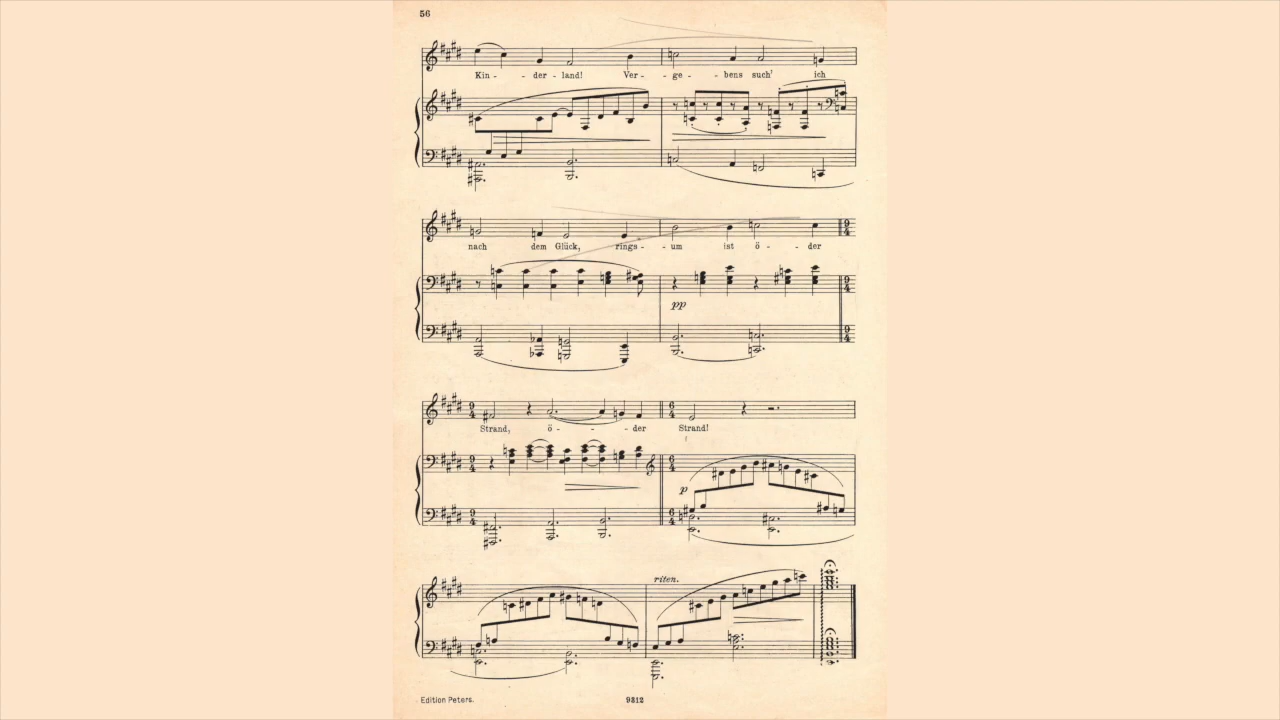 56
Kin - - der - land! Ver - - ge - - bens such' ich
nach dem Glück, rings - - um ist ö - - der
pp
Strand, ö - - - der Strand!
p
riten.
Edition Peters. 9312